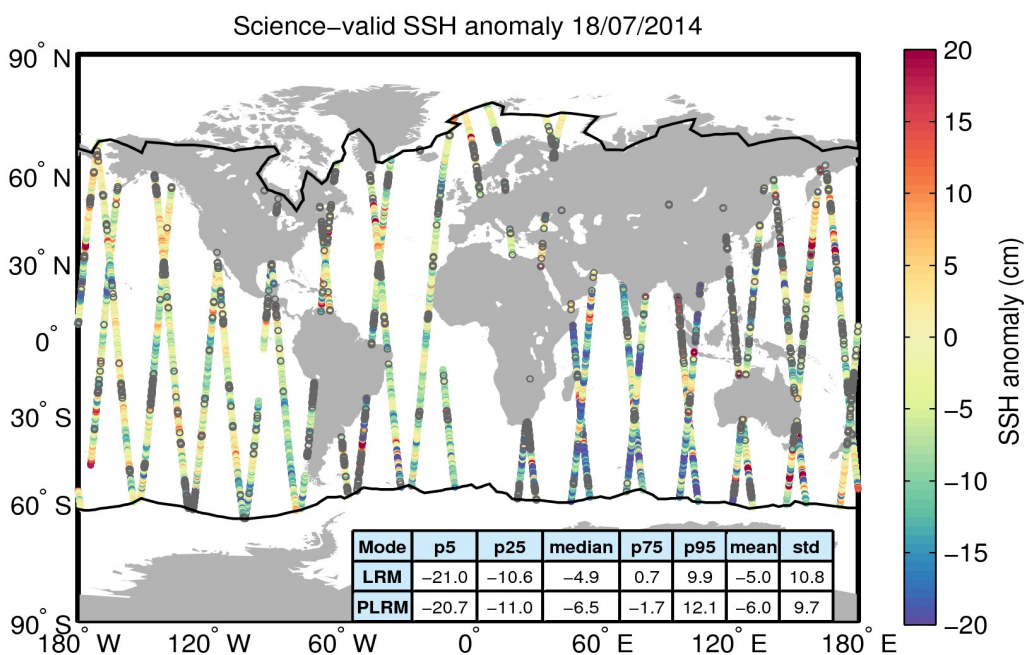 Science−valid SSH anomaly 18/07/2014
90° N
60° N
30° N
0°
30° S
60° S
90° S
180° W
120° W
60° W
0°
60° E
120° E
180° E
Mode p5 p25 median p75 p95 mean std
LRM −21.0 −10.6 −4.9 0.7 9.9 −5.0 10.8
PLRM −20.7 −11.0 −6.5 −1.7 12.1 −6.0 9.7
20
15
10
5
0
−5
−10
−15
−20
SSH anomaly (cm)